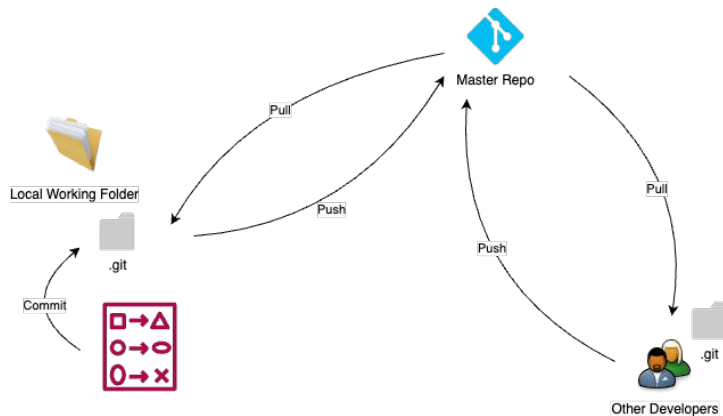 Master Repo
Pull
Local Working Folder
Pull
Push
.git
Push
Commit
.git
Other Developers